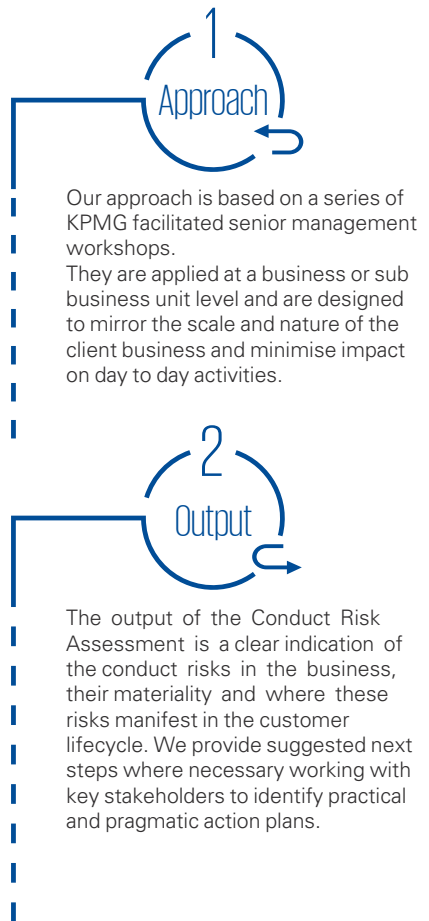 1
Approach
Our approach is based on a series of
KPMG facilitated senior management
workshops.
They are applied at a business or sub
business unit level and are designed
to mirror the scale and nature of the
client business and minimise impact
on day to day activities.
2
Output
The output of the Conduct Risk
Assessment is a clear indication of
the conduct risks in the business,
their materiality and where these
risks manifest in the customer
lifecycle. We provide suggested next
steps where necessary working with
key stakeholders to identify practical
and pragmatic action plans.